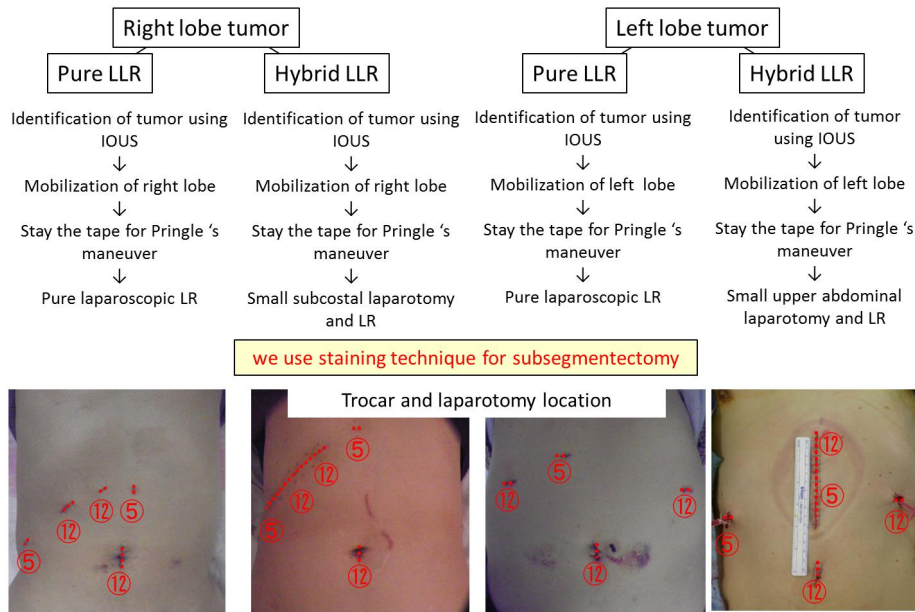 Right lobe tumor
Pure LLR
Identification of tumor using
IOUS
↓
Mobilization of right lobe
↓
Stay the tape for Pringle ‘s
maneuver
↓
Pure laparoscopic LR
Hybrid LLR
Identification of tumor using
IOUS
↓
Mobilization of right lobe
↓
Stay the tape for Pringle ‘s
maneuver
↓
Small subcostal laparotomy
and LR
Left lobe tumor
Pure LLR
Identification of tumor using
IOUS
↓
Mobilization of left  lobe
↓
Stay the tape for Pringle ‘s
maneuver
↓
Pure laparoscopic LR
Hybrid LLR
Identification of tumor
using IOUS
↓
Mobilization of left lobe
↓
Stay the tape for Pringle ‘s
maneuver
↓
Small upper abdominal
laparotomy and LR
we use staining technique for subsegmentectomy
Trocar and laparotomy location
⑫ ⑫ ⑤
⑤
⑫
⑤
⑫
⑫
⑤
⑫
⑤
⑫
⑫
⑫
⑫
⑤
⑤
⑫
⑫